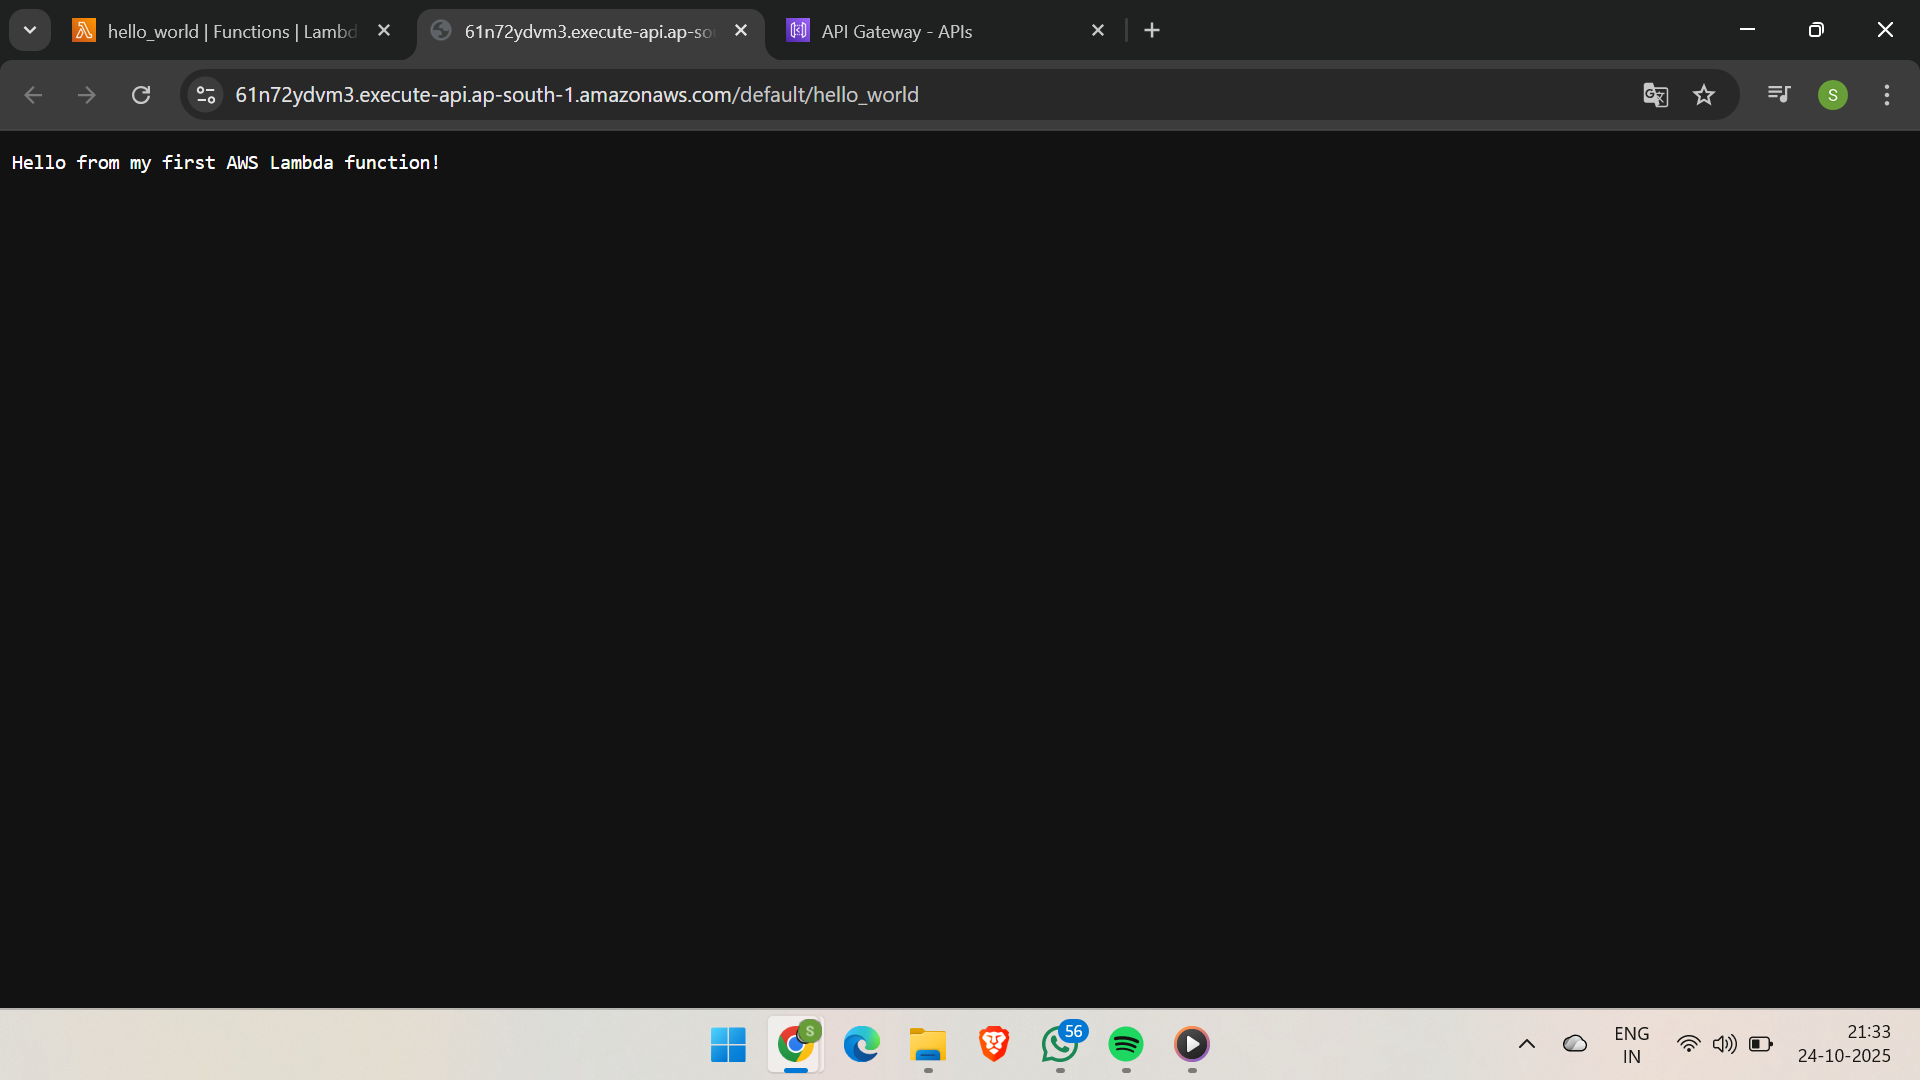 hello_world | Functions | Lambd
61n72ydvm3.execute-api.ap-so
API Gateway - APIs
61n72ydvm3.execute-api.ap-south-1.amazonaws.com/default/hello_world
S
Hello from my first AWS Lambda function!
S
56
ENG
IN
21:33
24-10-2025